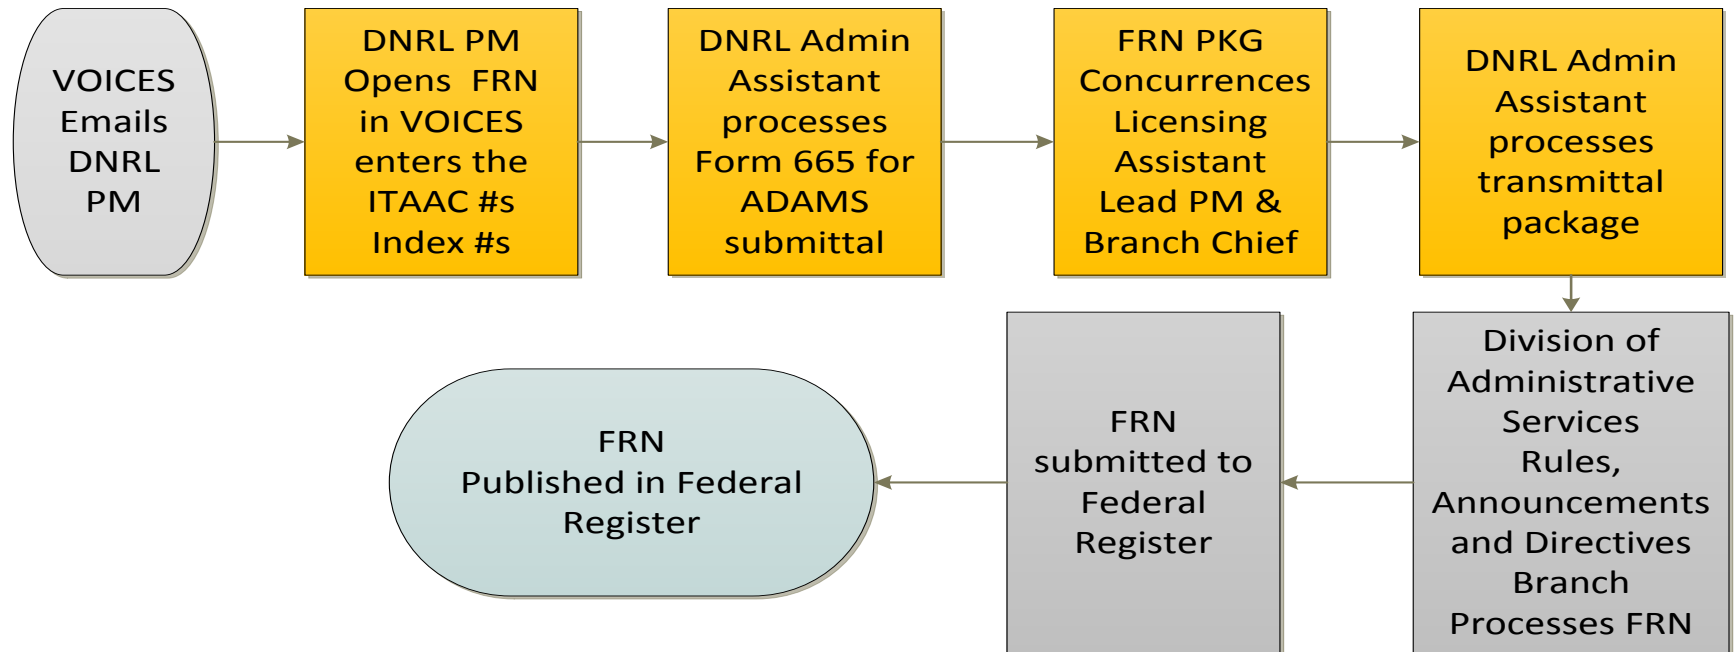 VOICES
Emails
DNRL
PM
DNRL PM
Opens FRN
in VOICES
enters the
ITAAC #s
Index #s
DNRL Admin
Assistant
processes
Form 665 for
ADAMS
submittal
FRN PKG
Concurrences
Licensing
Assistant
Lead PM &
Branch Chief
DNRL Admin
Assistant
processes
transmittal
package
Division of
Administrative
Services
Rules,
Announcements
and Directives
Branch
Processes FRN
FRN
submitted to
Federal
Register
FRN
Published in Federal
Register